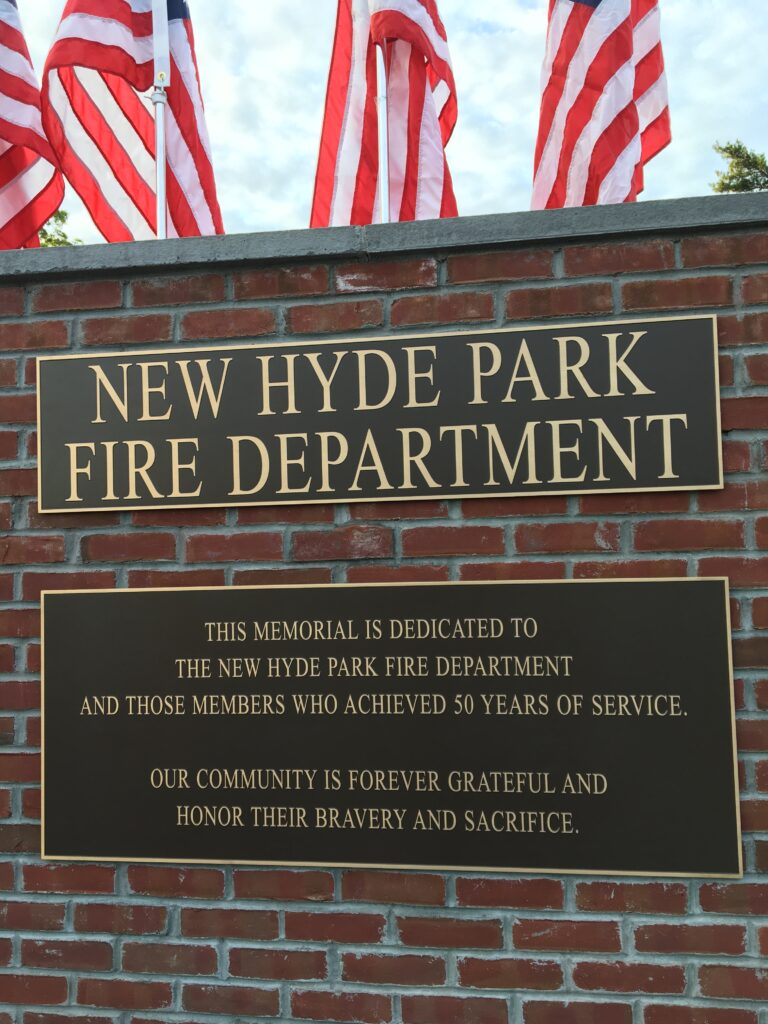 NEW HYDE PARK
FIRE DEPARTMENT
THIS MEMORIAL IS DEDICATED TO
THE NEW HYDE PARK FIRE DEPARTMENT
AND THOSE MEMBERS WHO ACHIEVED 50 YEARS OF SERVICE.
OUR COMMUNITY IS FOREVER GRATEFUL AND
HONOR THEIR BRAVERY AND SACRIFICE.